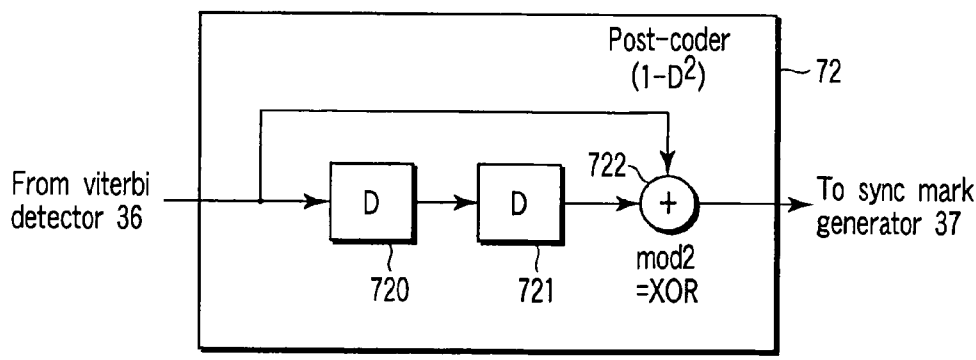 Post-coder
(1-D²)
72
From viterbi
detector 36
D
D
722
+
To sync mark
generator 37
720
721
mod2
=XOR